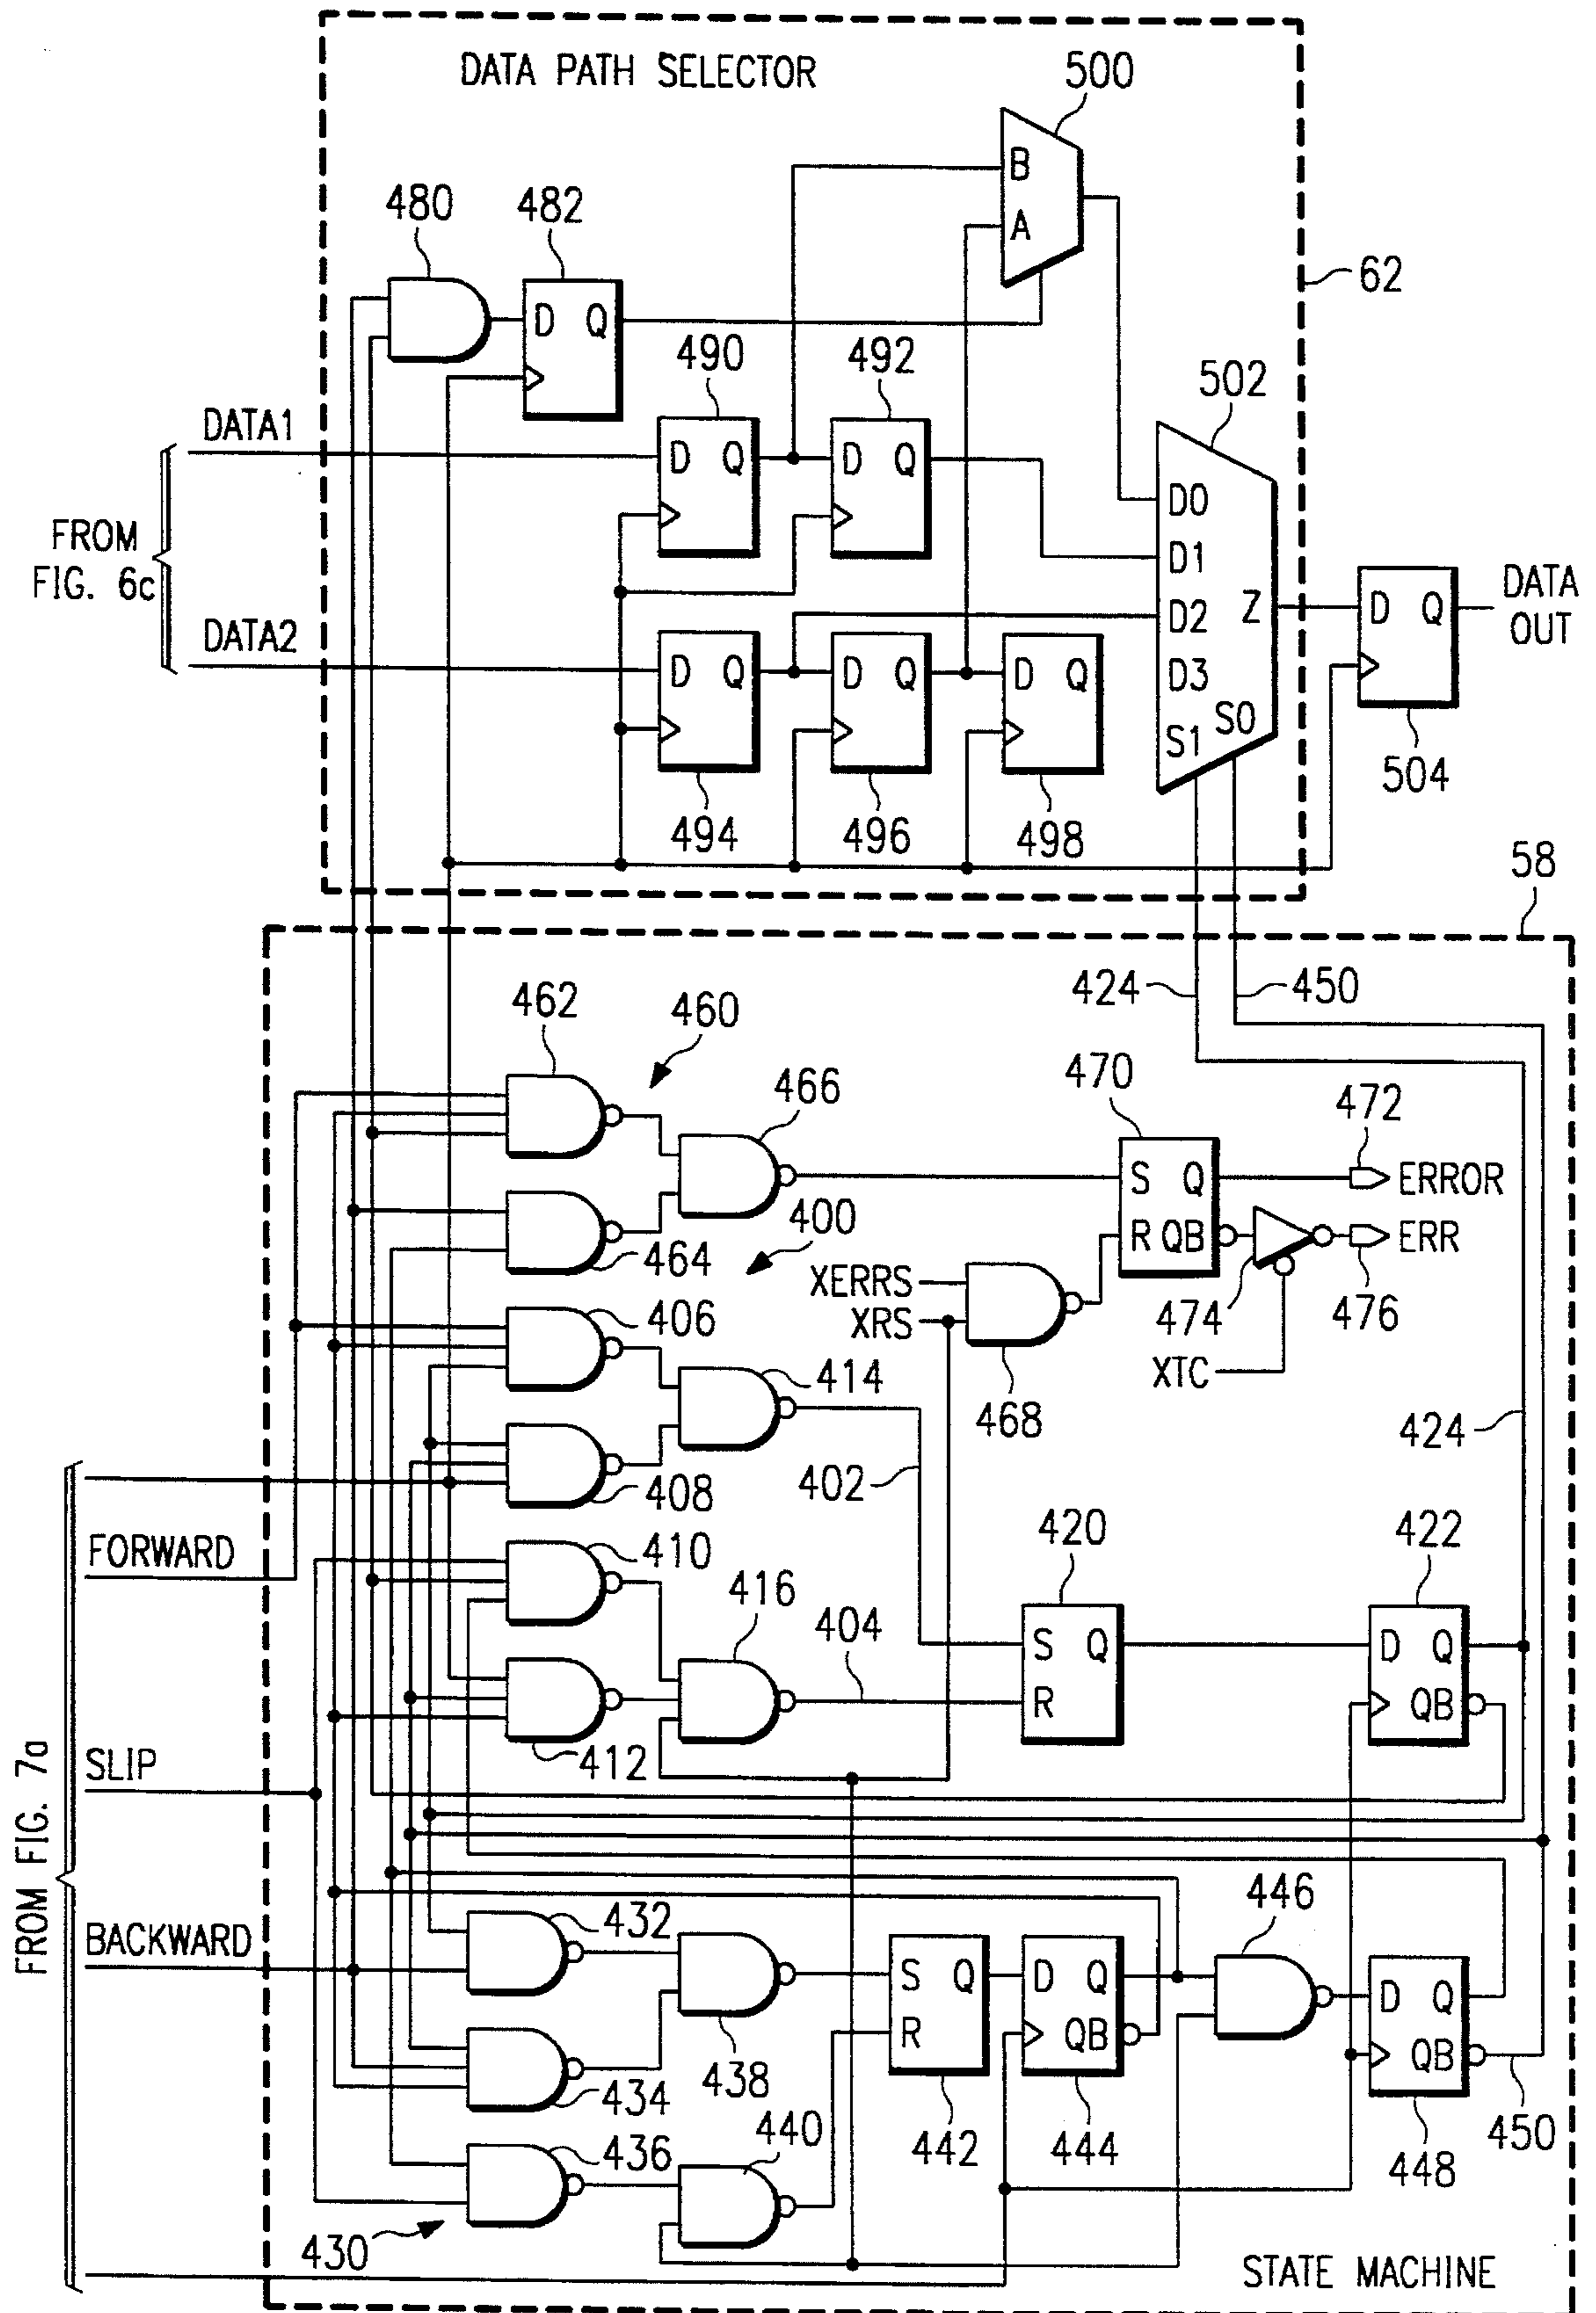 DATA PATH SELECTOR
500
B
A
480
482
D Q
62
490
492
502
DATA1
D Q
D Q
D0
D1
D2
D3
Z
S1
S0
FROM
FIG. 6c
DATA2
D Q
D Q
D Q
D Q
DATA
OUT
494
496
498
504
58
424
450
462
460
466
470
472
S Q
R QB
ERROR
ERR
464
400
XERRS
XRS
474
476
XTC
406
414
468
424
408
402
FORWARD
410
416
404
420
422
S Q
R
D Q
QB
412
SLIP
FROM FIG. 7a
BACKWARD
432
446
S Q
R
D Q
QB
D Q
QB
438
434
436
440
442
444
448
450
430
STATE MACHINE